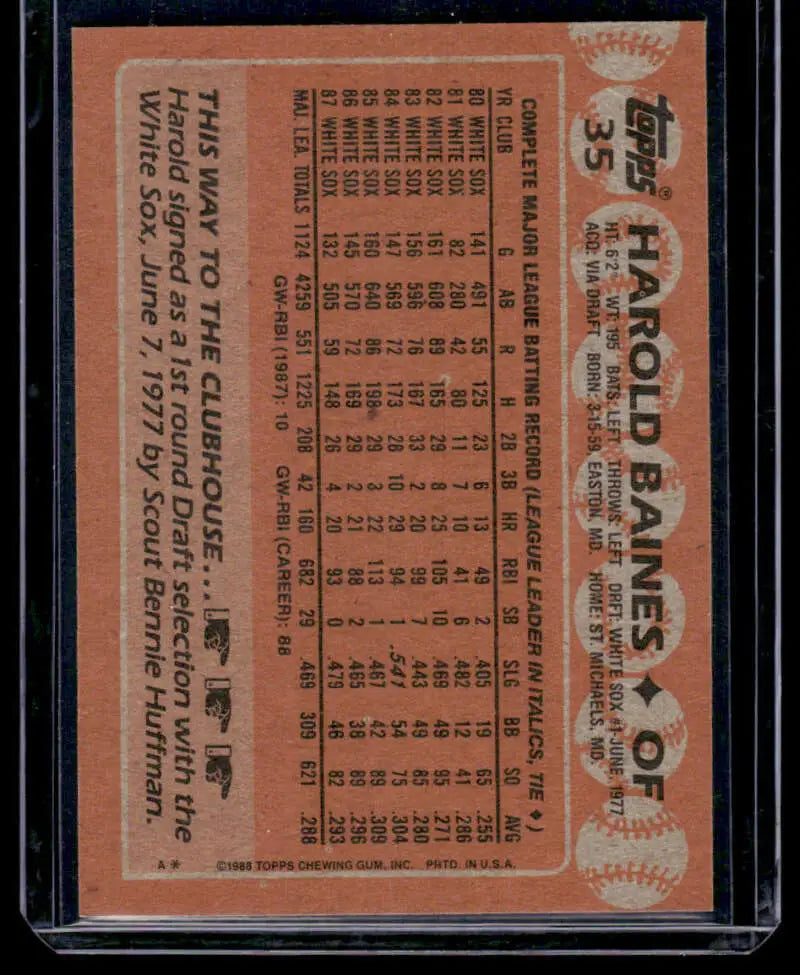 Topps®
35
HAROLD BAINES ♦ OF
HT: 6'2" WT: 195 BATS: LEFT THROWS: LEFT DRFT: WHITE SOX #1-JUNE, 1977
ACQ: VIA DRAFT BORN: 3-15-59, EASTON, MD. HOME: ST MICHAELS, MD.
COMPLETE MAJOR LEAGUE BATTING RECORD (LEAGUE LEADER IN ITALICS, TIE ♦)
YR CLUB G AB R H 2B 3B HR RBI SB SLG BB SO AVG
80 WHITE SOX 141 491 55 125 23 6 13 49 2 .405 19 65 .255
81 WHITE SOX 82 280 42 80 11 7 10 41 6 .482 12 41 .286
82 WHITE SOX 161 608 89 165 29 8 25 105 10 .469 49 95 .271
83 WHITE SOX 156 596 76 167 33 2 20 99 7 .443 49 85 .280
84 WHITE SOX 147 569 72 173 28 10 29 94 1 .541 54 75 .304
85 WHITE SOX 160 640 86 198 29 3 22 113 1 .467 42 89 .309
86 WHITE SOX 145 570 72 169 29 2 21 88 2 .465 38 89 .296
87 WHITE SOX 132 505 59 148 26 4 20 93 0 .479 46 82 .293
MAJ. LEA. TOTALS 1124 4259 551 1225 208 42 160 682 29 .469 309 621 .288
GW-RBI (1987): 10 GW-RBI (CAREER): 88
THIS WAY TO THE CLUBHOUSE...
Harold signed as a 1st round Draft selection with the
White Sox, June 7, 1977 by Scout Bennie Huffman.
A * ©1988 TOPPS CHEWING GUM, INC. PRTD. IN U.S.A.